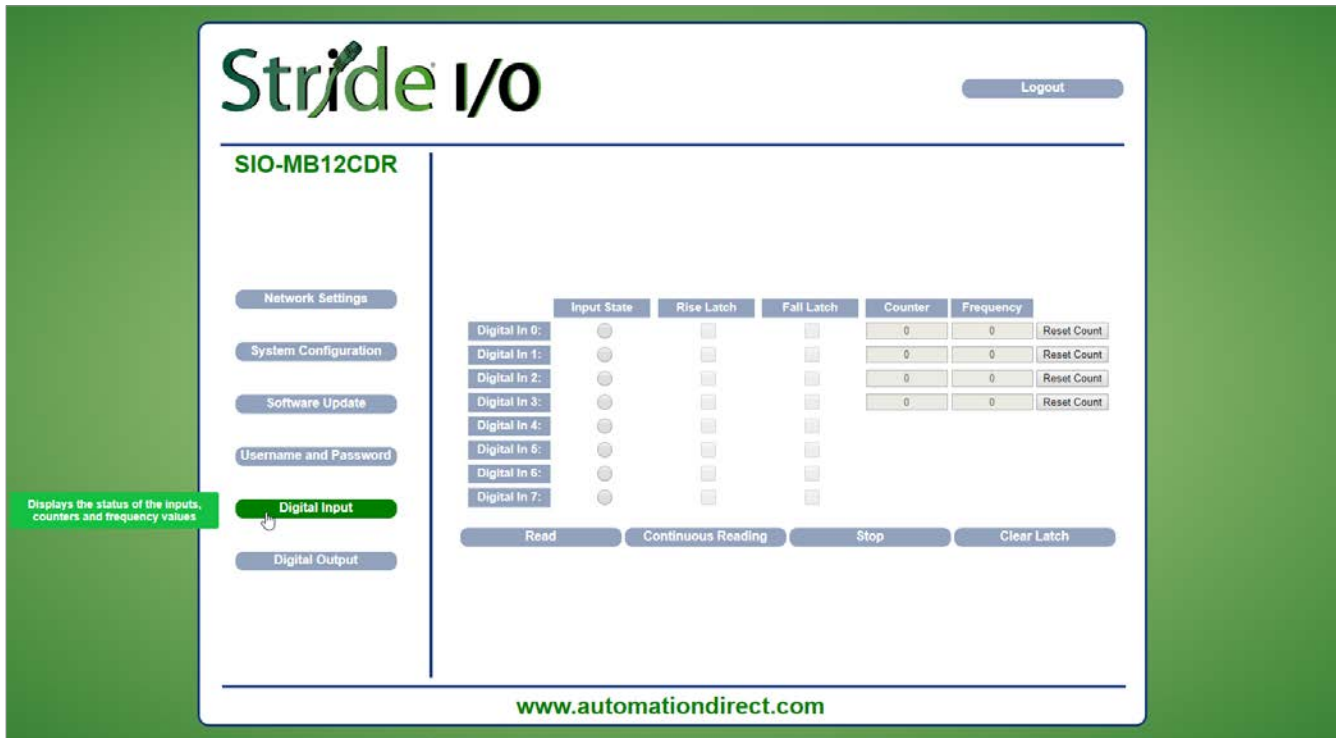 Stride I/O
Logout
SIO-MB12CDR
Network Settings
System Configuration
Software Update
Username and Password
Displays the status of the inputs,
counters and frequency values
Digital Input
Digital Output
Input State Rise Latch Fall Latch Counter Frequency
Digital In 0: 0 0 Reset Count
Digital In 1: 0 0 Reset Count
Digital In 2: 0 0 Reset Count
Digital In 3: 0 0 Reset Count
Digital In 4:
Digital In 5:
Digital In 6:
Digital In 7:
Read Continuous Reading Stop Clear Latch
www.automationdirect.com